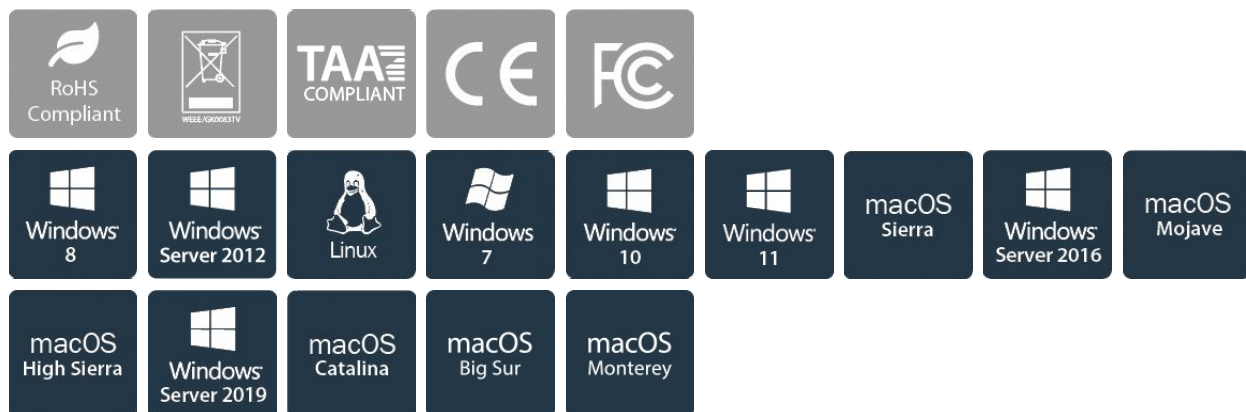 RoHS
Compliant
WEEE/GK0063TV
TAA
COMPLIANT
CE
FC
Windows
8
Windows
Server 2012
Linux
Windows
7
Windows
10
Windows
11
macOS
Sierra
Windows
Server 2016
macOS
Mojave
macOS
High Sierra
Windows
Server 2019
macOS
Catalina
macOS
Big Sur
macOS
Monterey